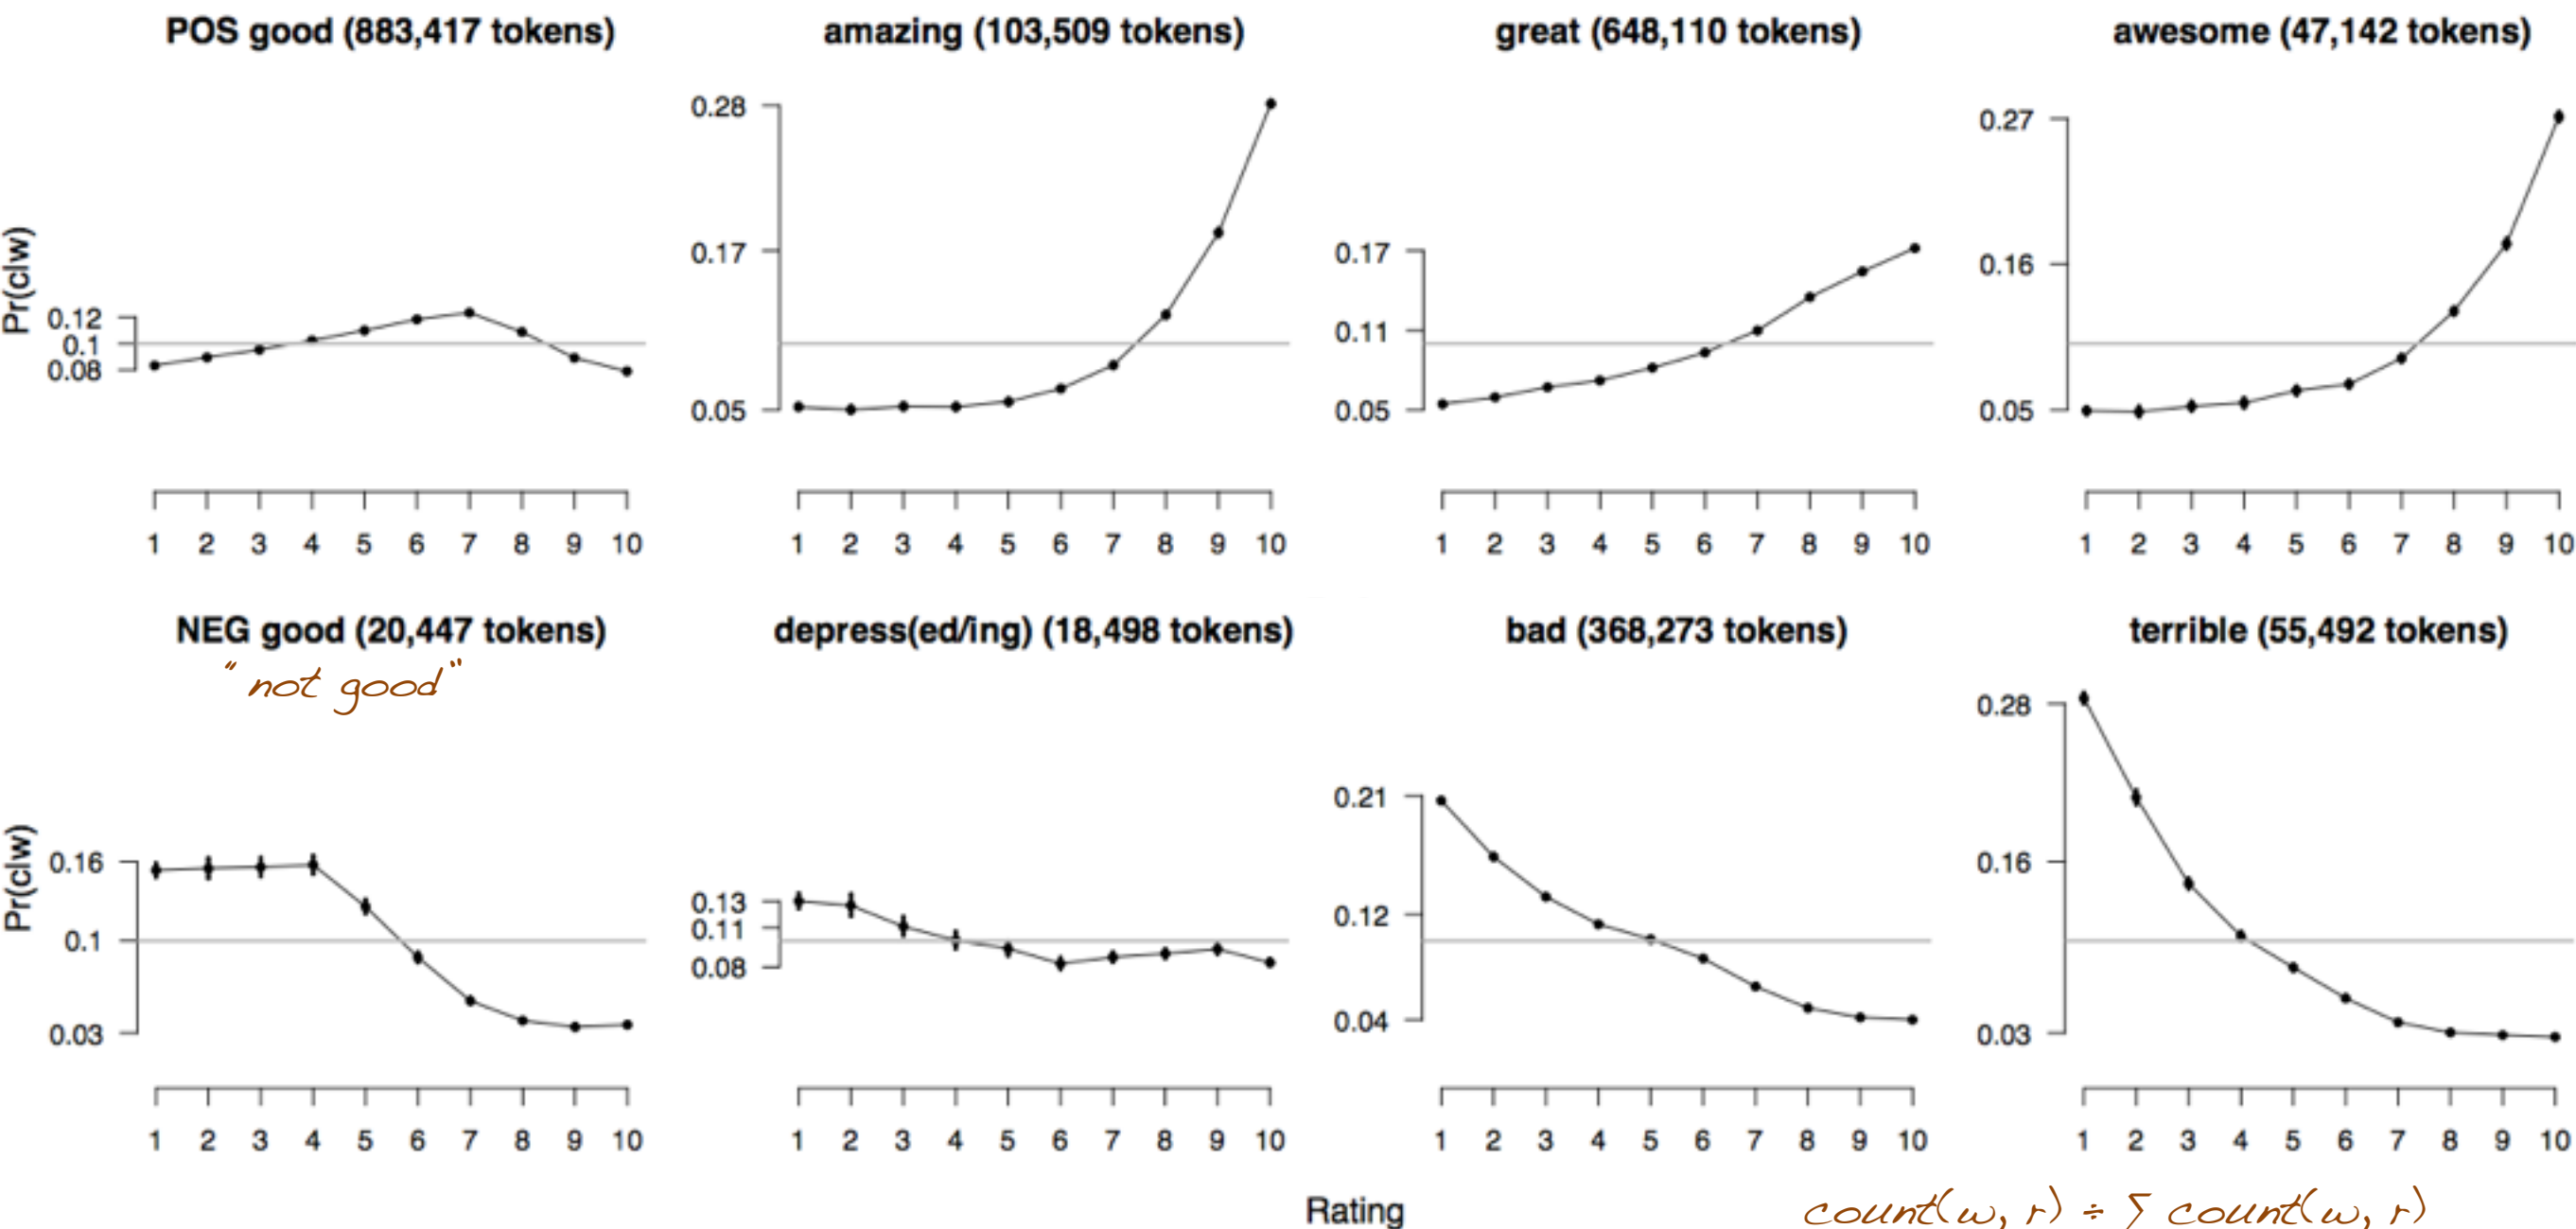 POS good (883,417 tokens)
amazing (103,509 tokens)
great (648,110 tokens)
awesome (47,142 tokens)
Pr(c|w)
0.12
0.1
0.08
1 2 3 4 5 6 7 8 9 10
0.28
0.17
0.05
1 2 3 4 5 6 7 8 9 10
0.17
0.11
0.05
1 2 3 4 5 6 7 8 9 10
0.27
0.16
0.05
1 2 3 4 5 6 7 8 9 10
NEG good (20,447 tokens)
"not good"
depress(ed/ing) (18,498 tokens)
bad (368,273 tokens)
terrible (55,492 tokens)
Pr(c|w)
0.16
0.1
0.03
1 2 3 4 5 6 7 8 9 10
0.13
0.11
0.08
1 2 3 4 5 6 7 8 9 10
0.21
0.12
0.04
1 2 3 4 5 6 7 8 9 10
0.28
0.16
0.03
1 2 3 4 5 6 7 8 9 10
Rating
count(w, r) ÷ ∑ count(w, r)